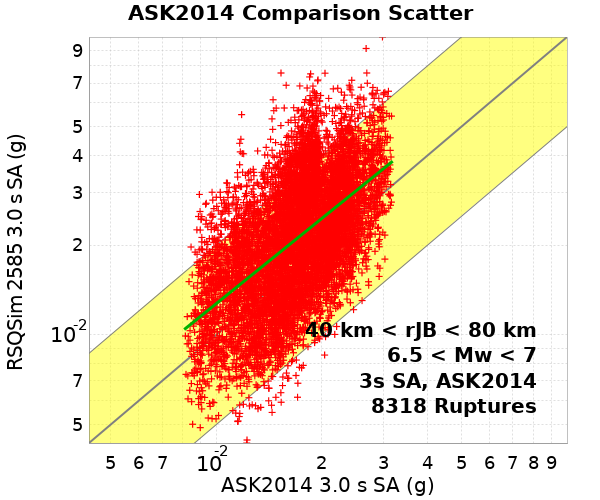 ASK2014 Comparison Scatter
RSQSim 2585 3.0 s SA (g)
9
7
5
4
3
2
10-2
7
5
40 km < rJB < 80 km
6.5 < Mw < 7
3s SA, ASK2014
8318 Ruptures
5 6 7 10-2 2 3 4 5 6 7 8 9
ASK2014 3.0 s SA (g)